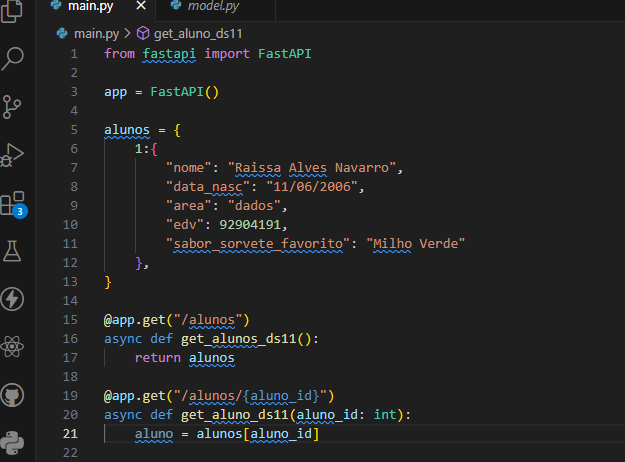 main.py × model.py
main.py > get_aluno_ds11
1 from fastapi import FastAPI
2
3 app = FastAPI()
4
5 alunos = {
6 1:{
7 "nome": "Raissa Alves Navarro",
8 "data_nasc": "11/06/2006",
9 "area": "dados",
10 "edv": 92904191,
11 "sabor_sorvete_favorito": "Milho Verde"
12 },
13 }
14
15 @app.get("/alunos")
16 async def get_alunos_ds11():
17 return alunos
18
19 @app.get("/alunos/{aluno_id}")
20 async def get_aluno_ds11(aluno_id: int):
21 aluno = alunos[aluno_id]
22
3